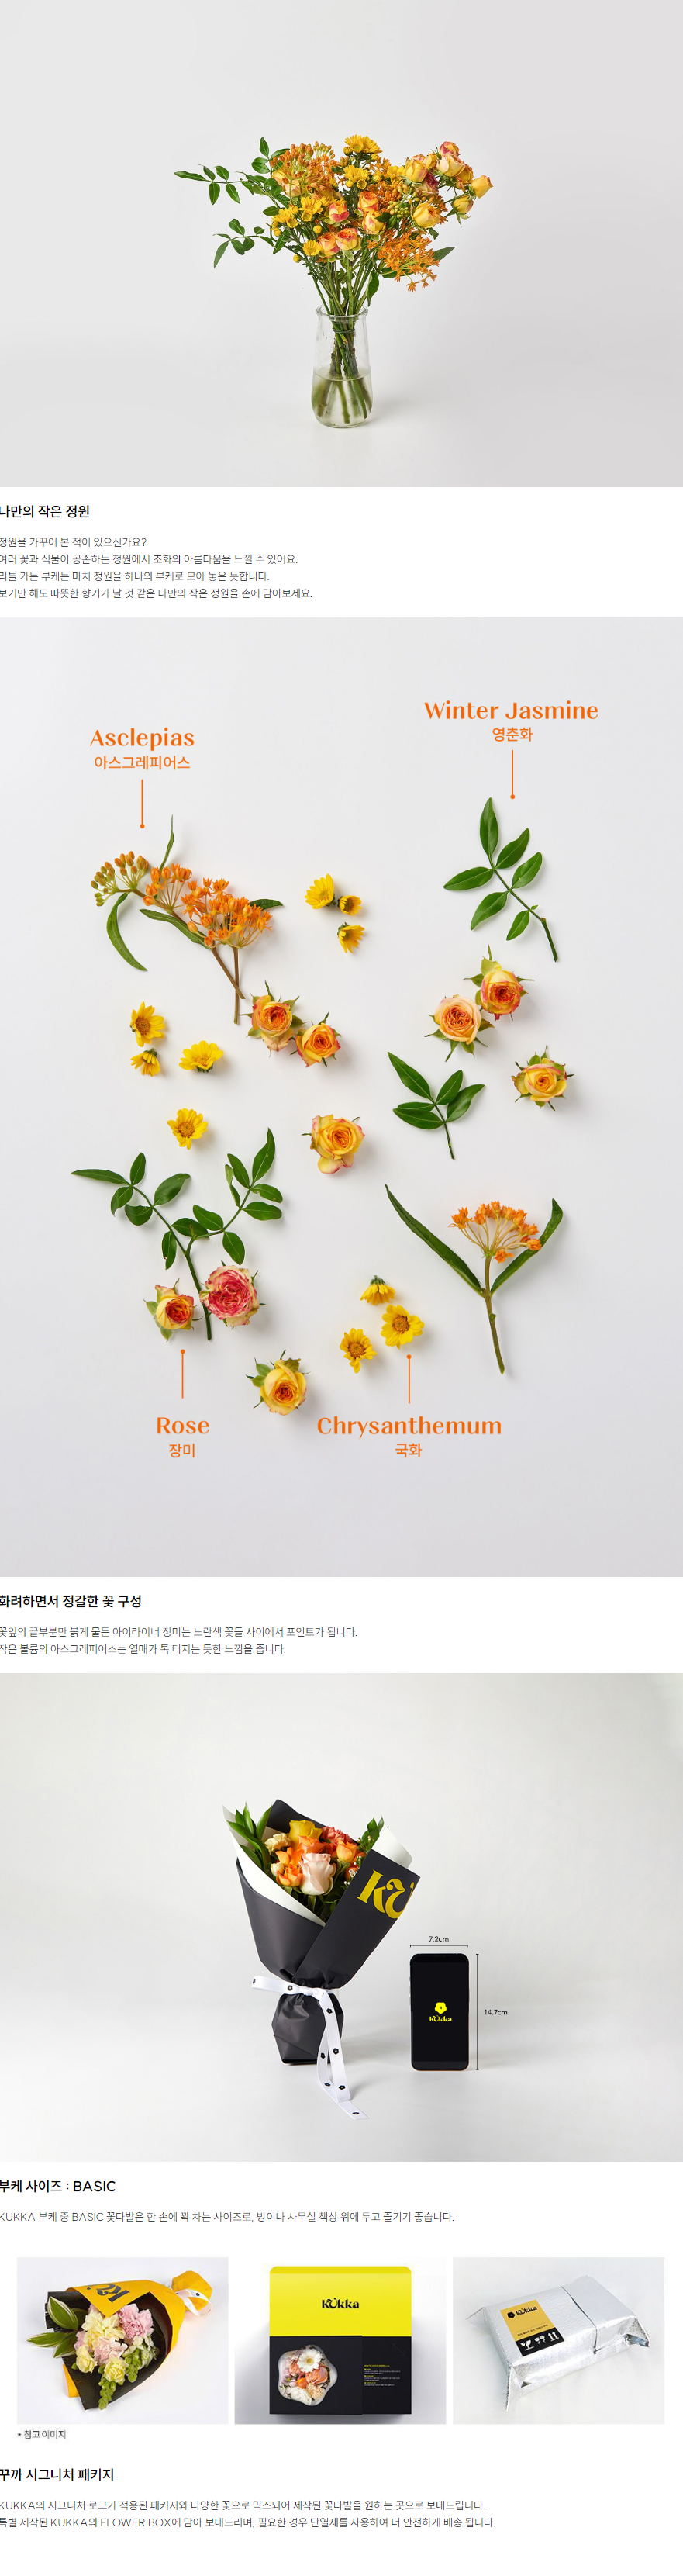 나만의 작은 정원
정원을 가꾸어 본 적이 있으신가요?
여러 꽃과 식물이 공존하는 정원에서 조화의 아름다움을 느낄 수 있어요.
리틀 가든 부케는 마치 정원을 하나의 부케로 모아 놓은 듯합니다.
보기만 해도 따뜻한 향기가 날 것 같은 나만의 작은 정원을 손에 담아보세요.
Asclepias
아스그레피어스
Winter Jasmine
영춘화
Rose
장미
Chrysanthemum
국화
화려하면서 정갈한 꽃 구성
꽃잎의 끝부분만 붉게 물든 아이라이너 장미는 노란색 꽃들 사이에서 포인트가 됩니다.
작은 볼륨의 아스그레피어스는 열매가 톡 터지는 듯한 느낌을 줍니다.
7.2cm
Kukka
14.7cm
부케 사이즈 : BASIC
KUKKA 부케 중 BASIC 꽃다발은 한 손에 꽉 차는 사이즈로, 방이나 사무실 책상 위에 두고 즐기기 좋습니다.
Kukka
Kukka
* 참고 이미지
꾸까 시그니처 패키지
KUKKA의 시그니처 로고가 적용된 패키지와 다양한 꽃으로 믹스되어 제작된 꽃다발을 원하는 곳으로 보내드립니다.
특별 제작된 KUKKA의 FLOWER BOX에 담아 보내드리며, 필요한 경우 단열재를 사용하여 더 안전하게 배송 됩니다.